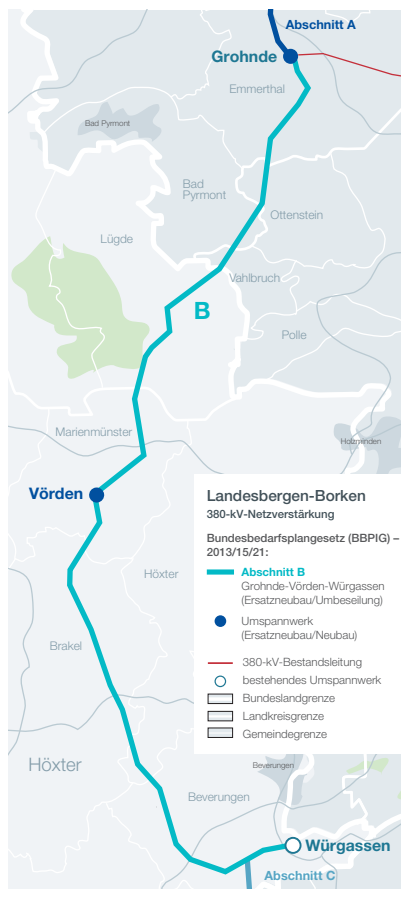 Abschnitt A
Grohnde
Emmerthal
Bad Pyrmont
Bad
Pyrmont
Ottenstein
Lügde
Vahlbruch
B
Polle
Marienmünster
Holzminden
Vörden
Landesbergen-Borken
380-kV-Netzverstärkung
Bundesbedarfsplangesetz (BBPlG) –
2013/15/21:
Abschnitt B
Grohnde-Vörden-Würgassen
(Ersatzneubau/Umbeseilung)
Umspannwerk
(Ersatzneubau/Neubau)
380-kV-Bestandsleitung
bestehendes Umspannwerk
Bundeslandgrenze
Landkreisgrenze
Gemeindegrenze
Höxter
Brakel
Höxter
Beverungen
Beverungen
Würgassen
Abschnitt C